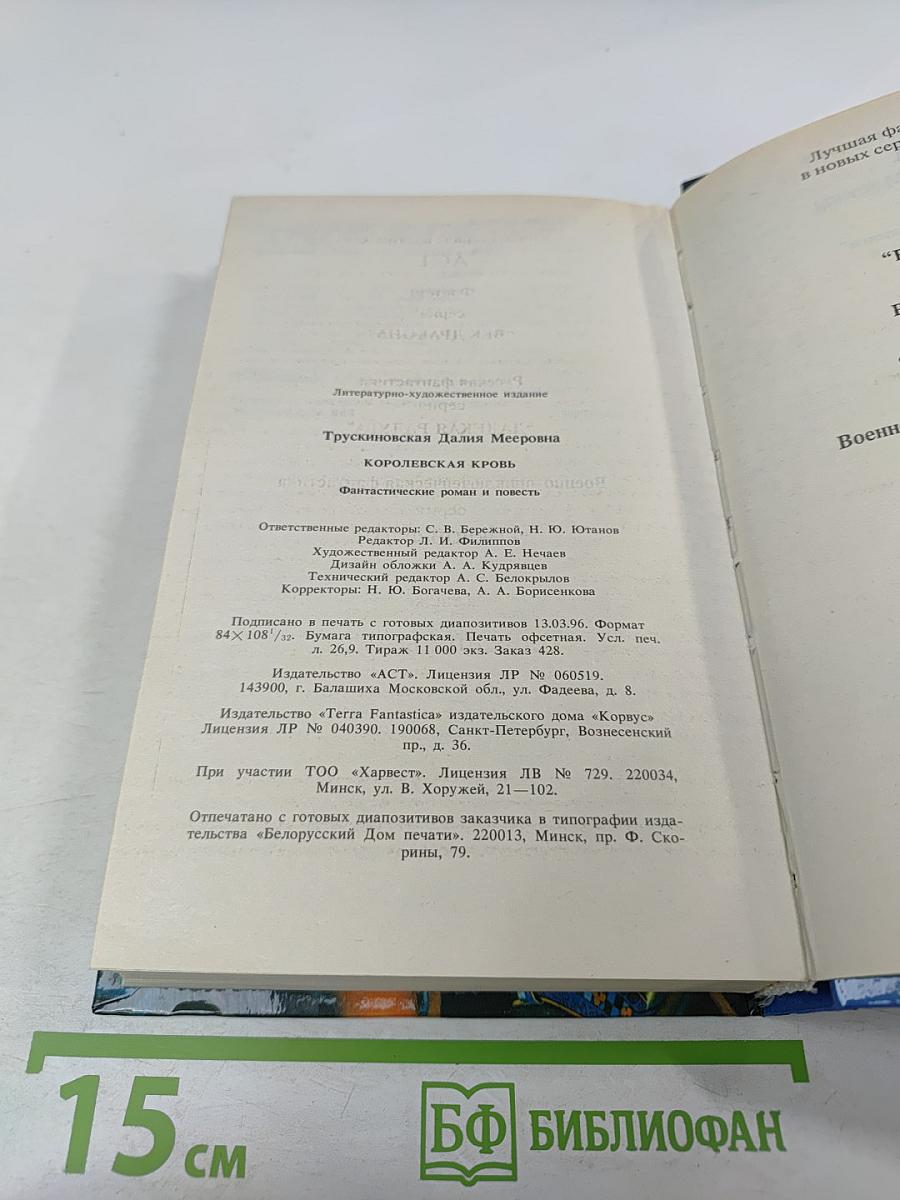 Литературно-художественное издание
Трускиновская Далия Мееровна
КОРОЛЕВСКАЯ КРОВЬ
Фантастические роман и повесть
Ответственные редакторы: С. В. Бережной, Н. Ю. Ютанов
Редактор Л. И. Филиппов
Художественный редактор А. Е. Нечаев
Дизайн обложки А. А. Кудрявцев
Технический редактор А. С. Белокрылов
Корректоры: Н. Ю. Богачева, А. А. Борисенкова
Подписано в печать с готовых диапозитивов 13.03.96. Формат
84×108¹/₃₂. Бумага типографская. Печать офсетная. Усл. печ.
л. 26,9. Тираж 11 000 экз. Заказ 428.
Издательство «АСТ». Лицензия ЛР № 060519.
143900, г. Балашиха Московской обл., ул. Фадеева, д. 8.
Издательство «Terra Fantastica» издательского дома «Корвус»
Лицензия ЛР № 040390. 190068, Санкт-Петербург, Вознесенский
пр., д. 36.
При участии ТОО «Харвест». Лицензия ЛВ № 729. 220034,
Минск, ул. В. Хоружей, 21—102.
Отпечатано с готовых диапозитивов заказчика в типографии изда-
тельства «Белорусский Дом печати». 220013, Минск, пр. Ф. Ско-
рины, 79.
Лучшая
в новых
15 см
БФ БИБЛИОФАН